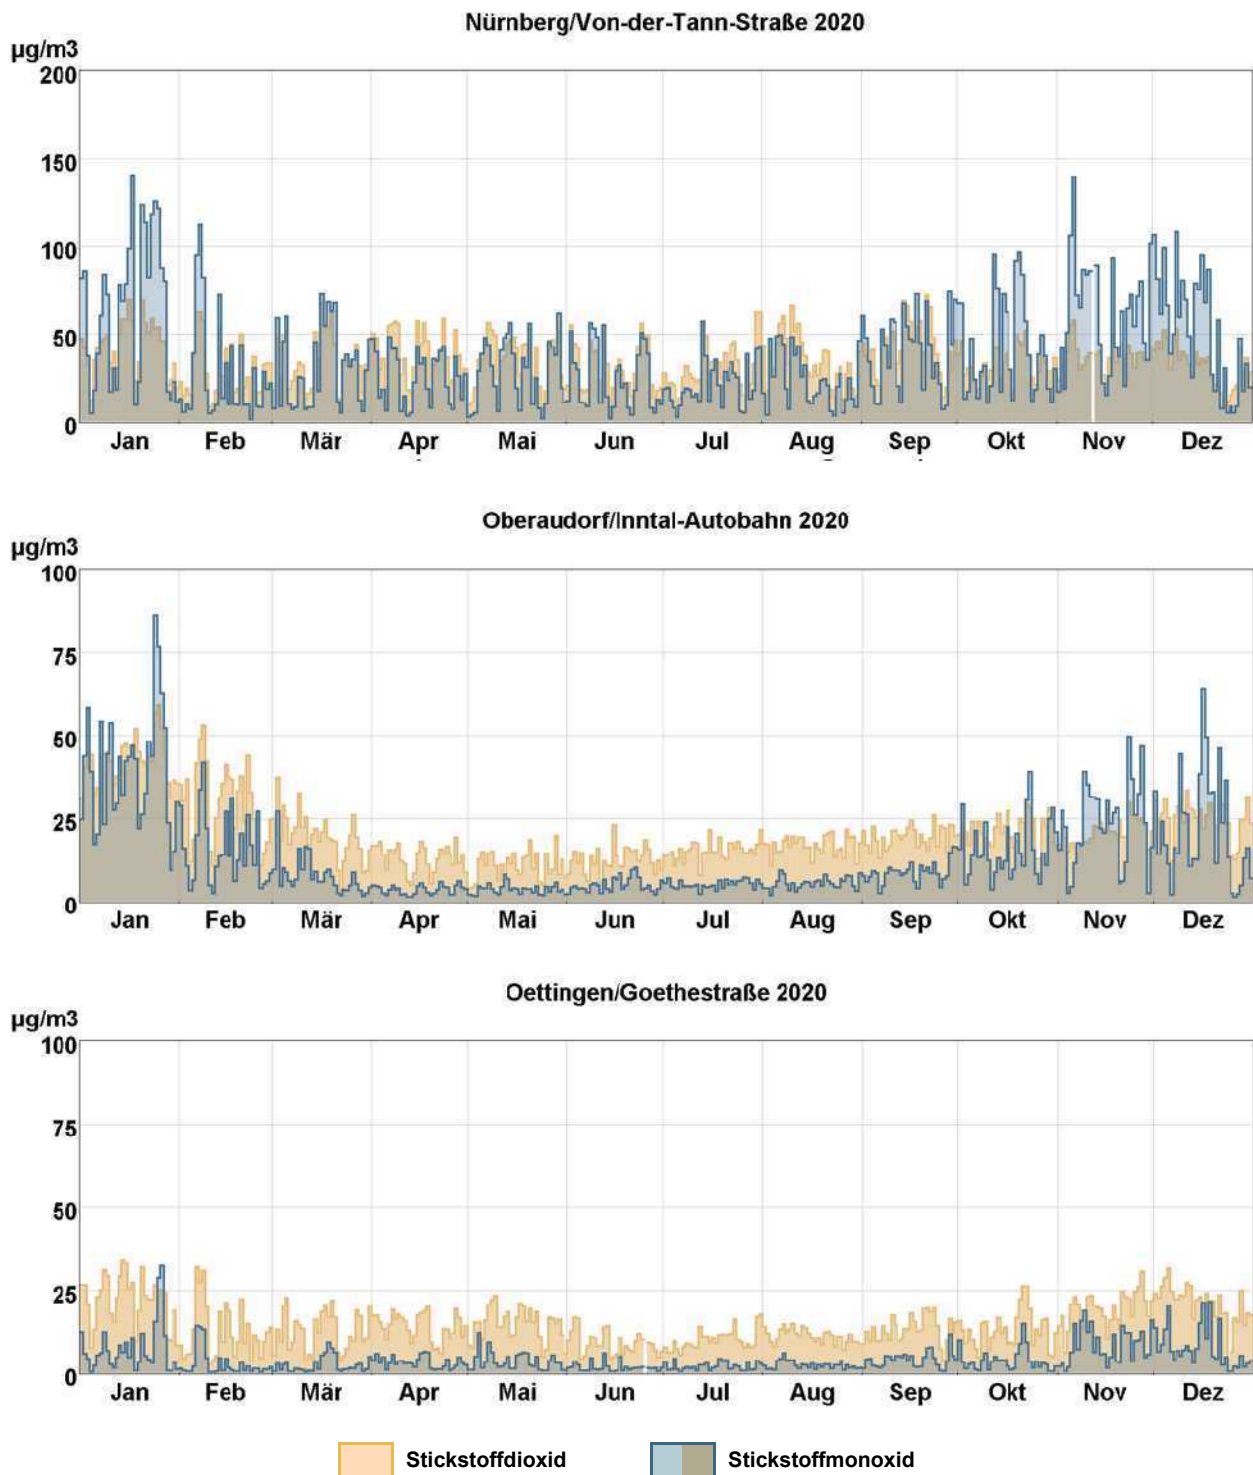 Nürnberg/Von-der-Tann-Straße 2020
µg/m3
200
150
100
50
0
Jan Feb Mär Apr Mai Jun Jul Aug Sep Okt Nov Dez
Oberaudorf/Inntal-Autobahn 2020
µg/m3
100
75
50
25
0
Jan Feb Mär Apr Mai Jun Jul Aug Sep Okt Nov Dez
Oettingen/Goethestraße 2020
µg/m3
100
75
50
25
0
Jan Feb Mär Apr Mai Jun Jul Aug Sep Okt Nov Dez
Stickstoffdioxid Stickstoffmonoxid